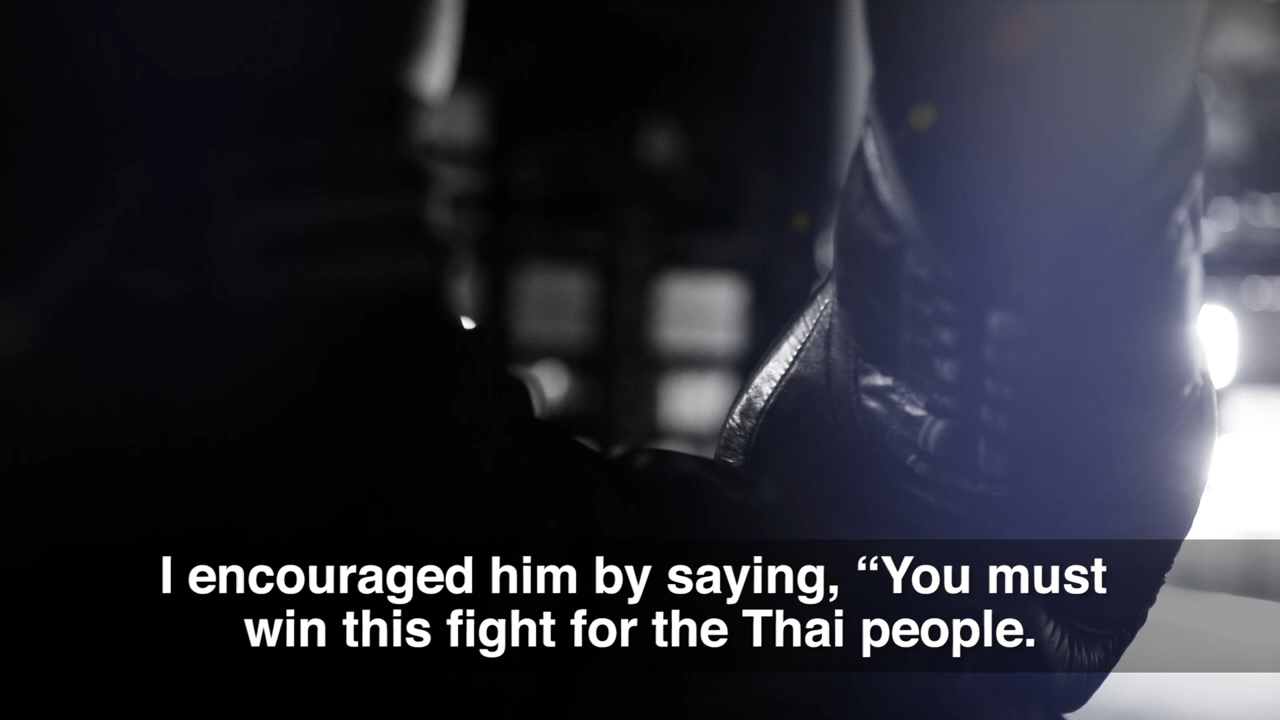 I encouraged him by saying, “You must
win this fight for the Thai people.